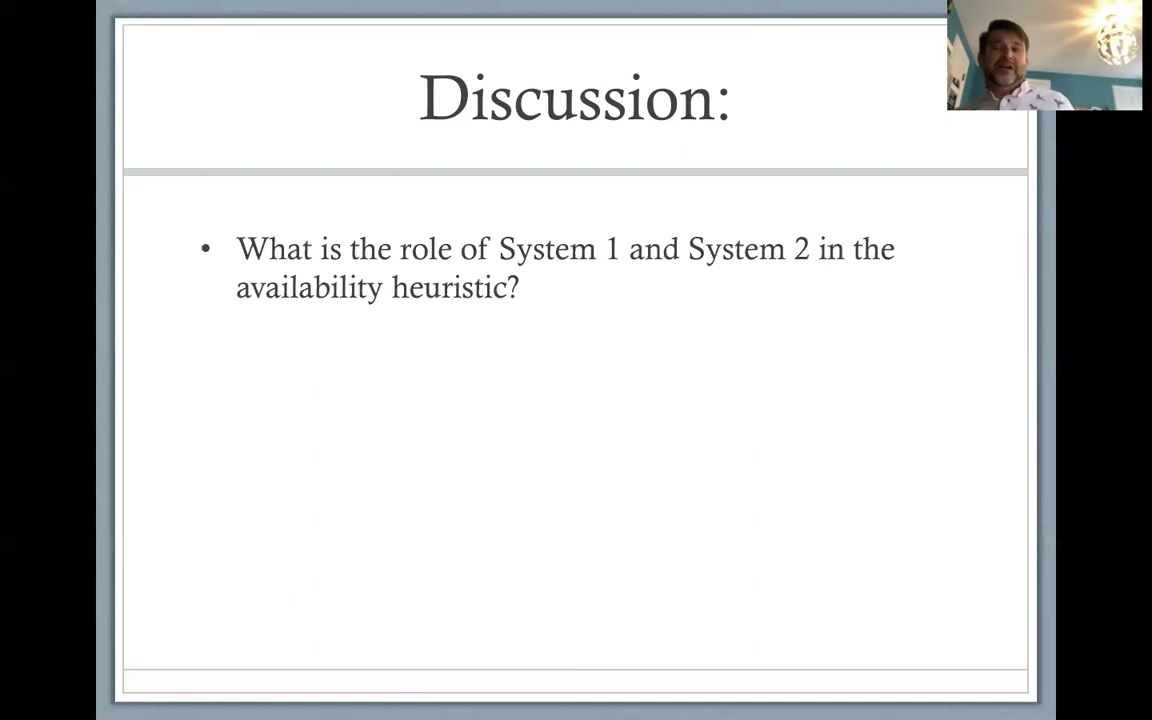 Discussion:
• What is the role of System 1 and System 2 in the
availability heuristic?